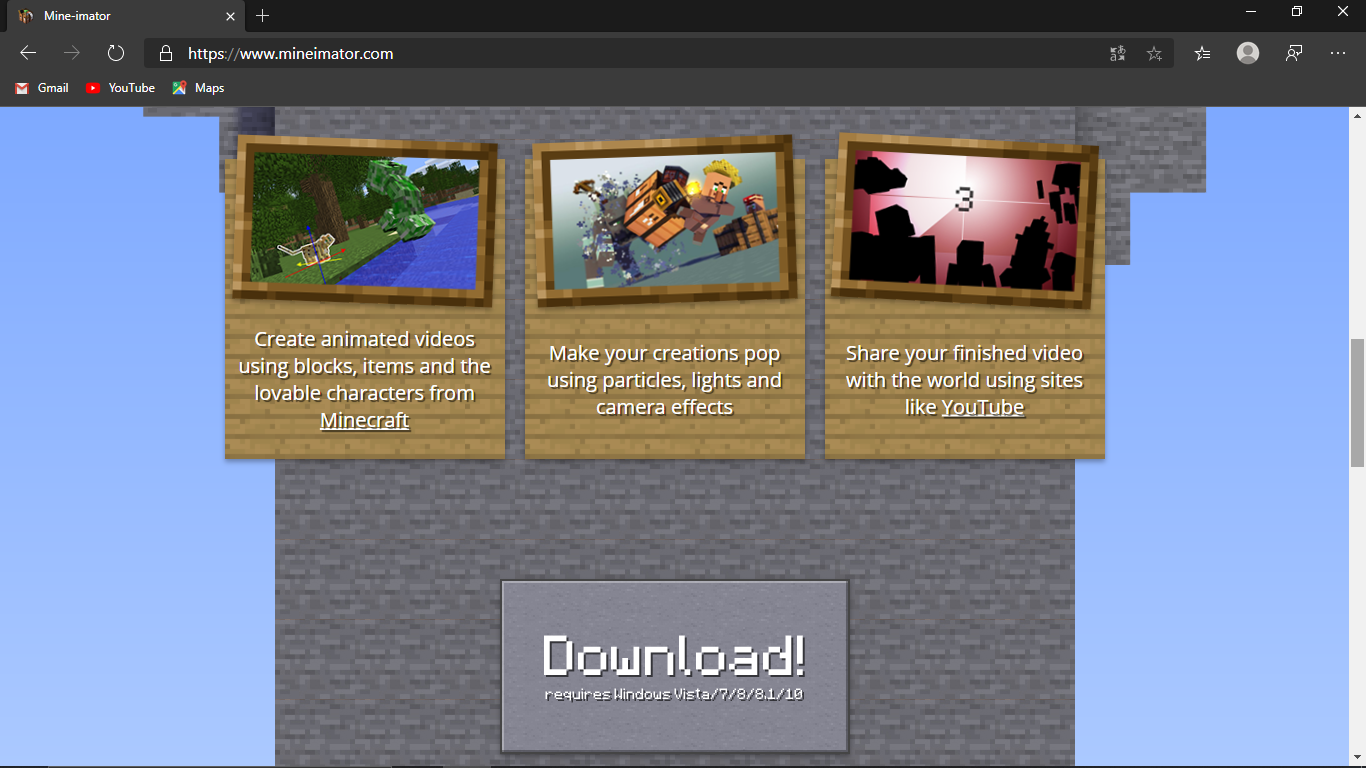 Mine-imator
https://www.mineimator.com
Gmail
YouTube
Maps
3
Create animated videos
using blocks, items and the
lovable characters from
Minecraft
Make your creations pop
using particles, lights and
camera effects
Share your finished video
with the world using sites
like YouTube
Download!
requires Windows Vista/7/8/8.1/10